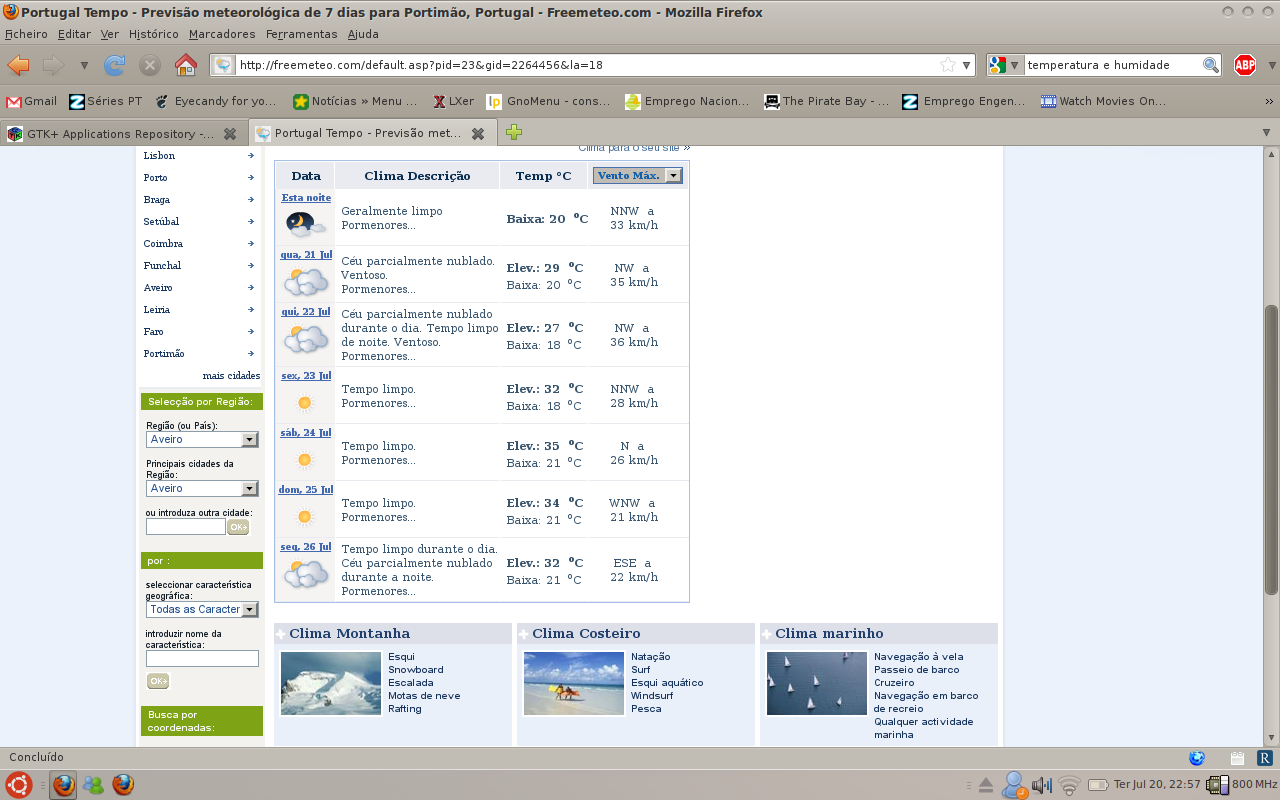 Portugal Tempo - Previsão meteorológica de 7 dias para Portimão, Portugal - Freemeteo.com - Mozilla Firefox
Ficheiro Editar Ver Histórico Marcadores Ferramentas Ajuda
http://freemeteo.com/default.asp?pid=23&gid=2264456&la=18
temperatura e humidade
ABP
Gmail
Séries PT
Eyecandy for yo...
Notícias » Menu ...
LXer
GnoMenu - cons...
Emprego Nacion...
The Pirate Bay - ...
Emprego Engen...
Watch Movies On...
GTK+ Applications Repository -...
Portugal Tempo - Previsão met...
Lisbon
Porto
Braga
Setúbal
Coimbra
Funchal
Aveiro
Leiria
Faro
Portimão
mais cidades
Selecção por Região:
Região (ou País):
Aveiro
Principais cidades da
Região:
Aveiro
ou introduza outra cidade:
OK
por :
seleccionar característica
geográfica:
Todas as Caracter
introduzir nome da
característica:
OK
Busca por
coordenadas:
Clima para o seu site »
Data Clima Descrição Temp °C Vento Máx.
Esta noite
Geralmente limpo
Pormenores...
Baixa: 20 °C
NNW a
33 km/h
qua, 21 Jul
Céu parcialmente nublado.
Ventoso.
Pormenores...
Elev.: 29 °C
Baixa: 20 °C
NW a
35 km/h
qui, 22 Jul
Céu parcialmente nublado
durante o dia. Tempo limpo
de noite. Ventoso.
Pormenores...
Elev.: 27 °C
Baixa: 18 °C
NW a
36 km/h
sex, 23 Jul
Tempo limpo.
Pormenores...
Elev.: 32 °C
Baixa: 18 °C
NNW a
28 km/h
sáb, 24 Jul
Tempo limpo.
Pormenores...
Elev.: 35 °C
Baixa: 21 °C
N a
26 km/h
dom, 25 Jul
Tempo limpo.
Pormenores...
Elev.: 34 °C
Baixa: 21 °C
WNW a
21 km/h
seg, 26 Jul
Tempo limpo durante o dia.
Céu parcialmente nublado
durante a noite.
Pormenores...
Elev.: 32 °C
Baixa: 21 °C
ESE a
22 km/h
Clima Montanha
Esqui
Snowboard
Escalada
Motas de neve
Rafting
Clima Costeiro
Natação
Surf
Esqui aquático
Windsurf
Pesca
Clima marinho
Navegação à vela
Passeio de barco
Cruzeiro
Navegação em barco
de recreio
Qualquer actividade
marinha
Concluído
R
Ter Jul 20, 22:57
800 MHz